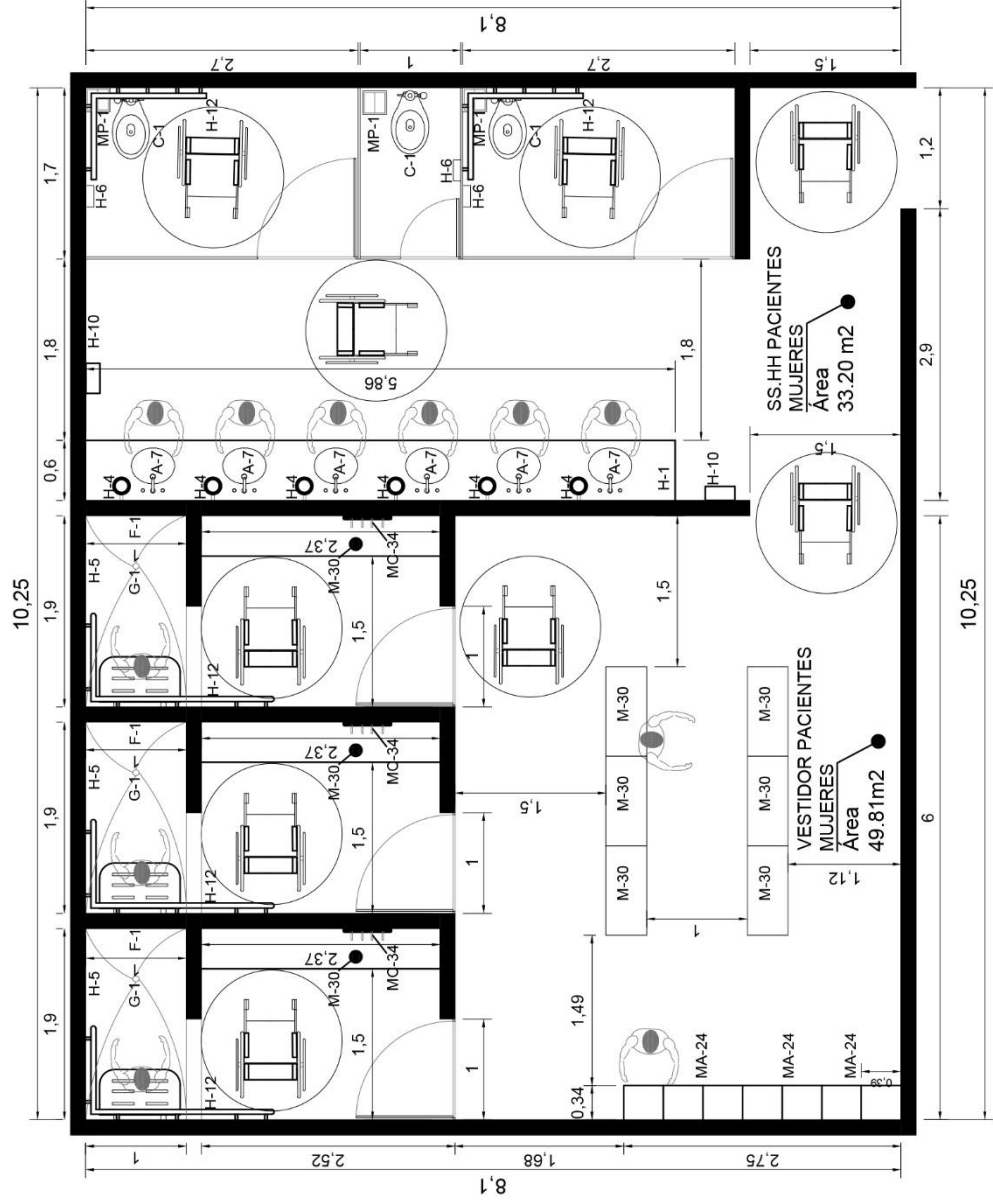 10,25
1,9
1,9
1,9
0,6
1,8
1,7
8,1
2,7
1
2,7
1,5
8,1
1
2,52
1,68
2,75
H-5
F-1
G-1
H-12
H-5
F-1
G-1
H-12
H-5
F-1
G-1
H-12
2,37
M-30
MC-34
1,5
1
2,37
M-30
MC-34
1,5
1
2,37
M-30
MC-34
1,5
1
H-10
H-4
A-7
H-4
A-7
H-4
A-7
H-4
A-7
H-4
A-7
H-4
A-7
H-1
H-10
5,86
1,8
MP-1
C-1
H-6
H-12
MP-1
C-1
H-6
MP-1
C-1
H-6
H-12
SS.HH PACIENTES
MUJERES
Área
33.20 m2
1,5
1,5
1,5
M-30
M-30
M-30
M-30
M-30
M-30
1
1,12
VESTIDOR PACIENTES
MUJERES
Área
49.81m2
1,49
0,34
MA-24
MA-24
MA-24
0,39
6
2,9
1,2
10,25